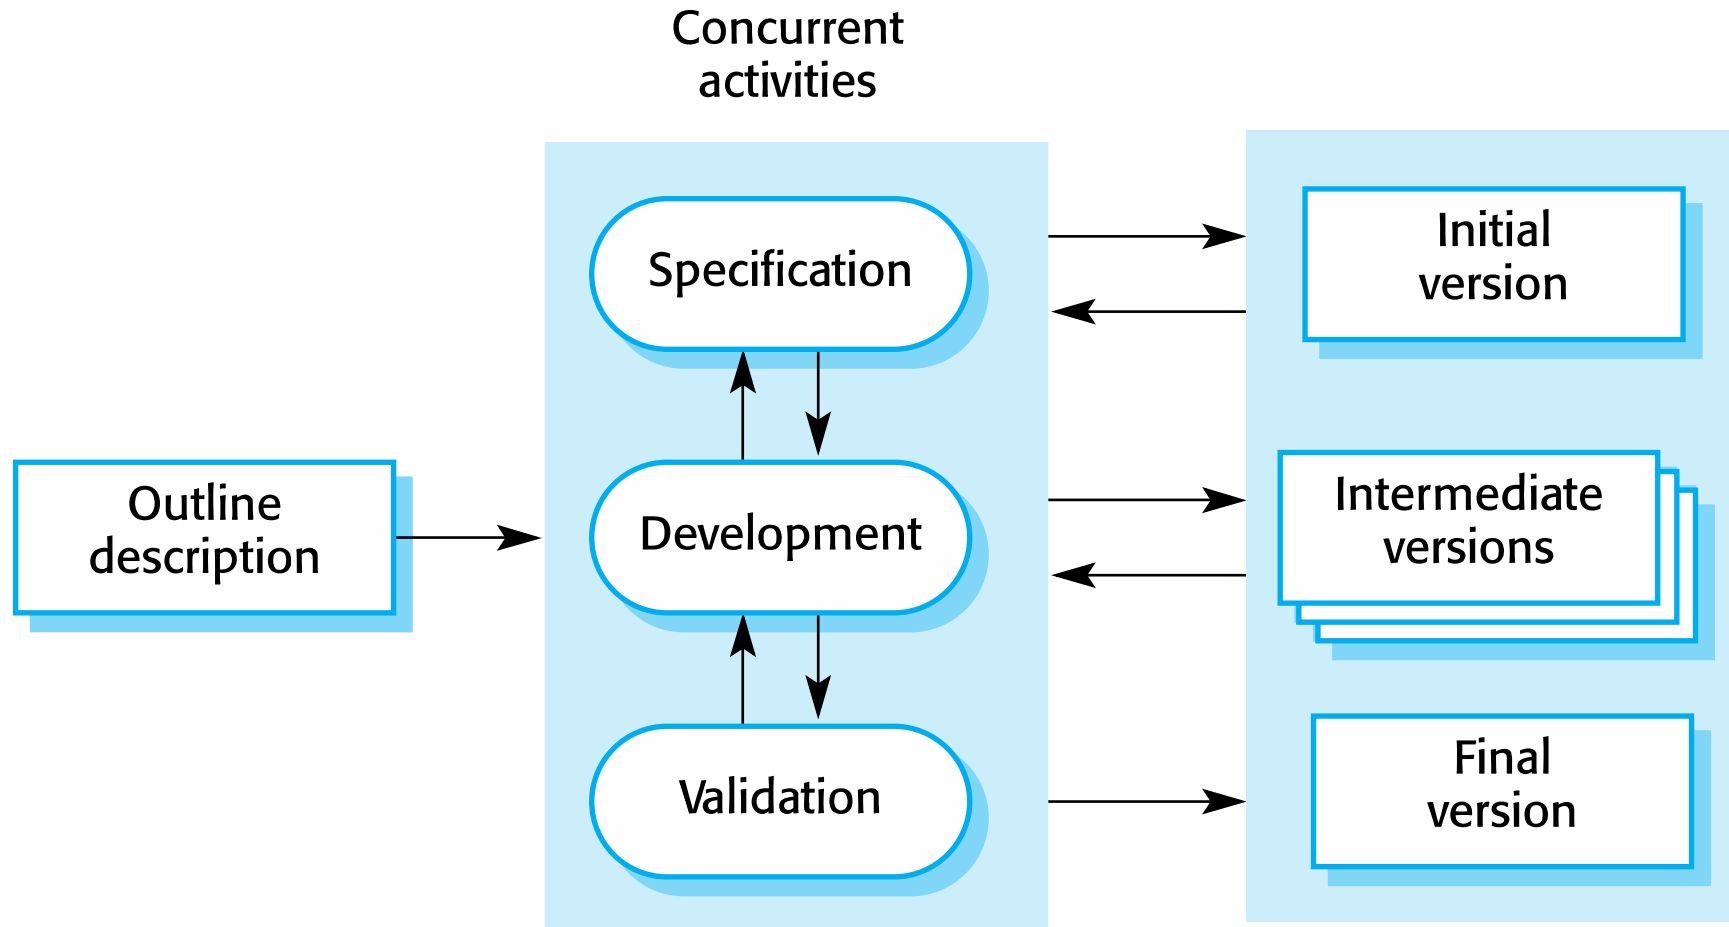 Concurrent
activities
Specification
Initial
version
Outline
description
Development
Intermediate
versions
Validation
Final
version